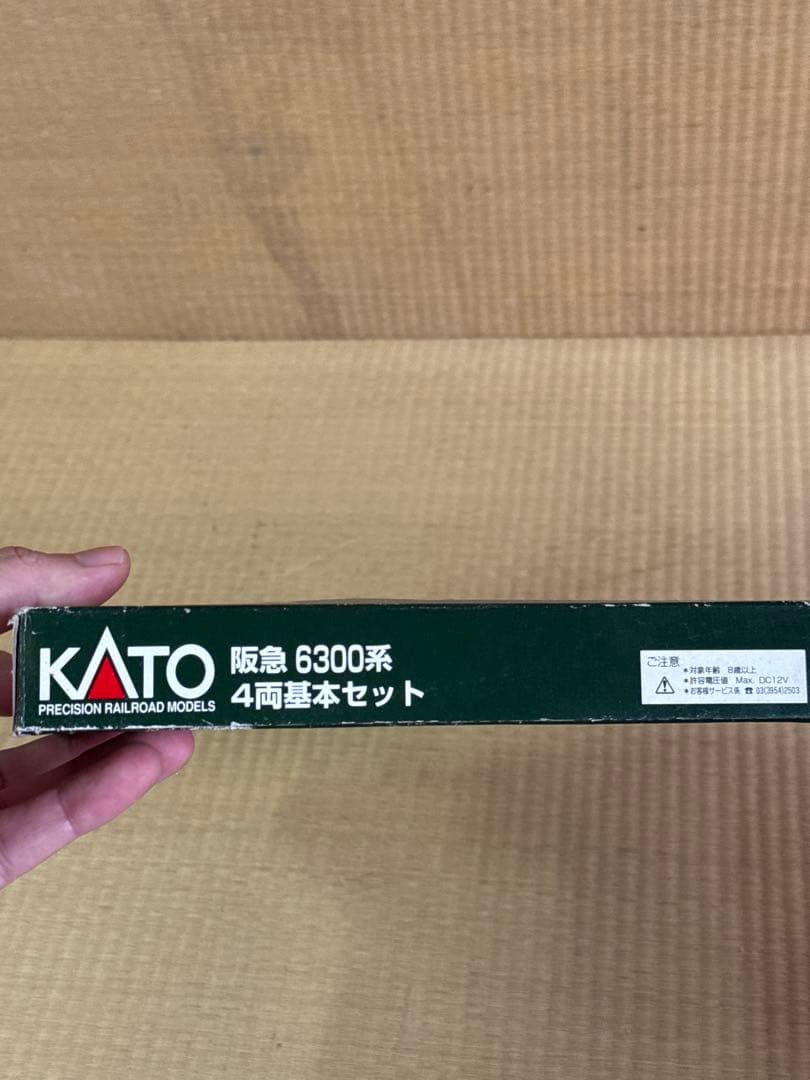 KATO
PRECISION RAILROAD MODELS
阪急 6300系
4両基本セット
ご注意
*対象年齢 8歳以上
*許容電圧値 Max. DC12V
*お客様サービス係 ☎ 03(3954)2503